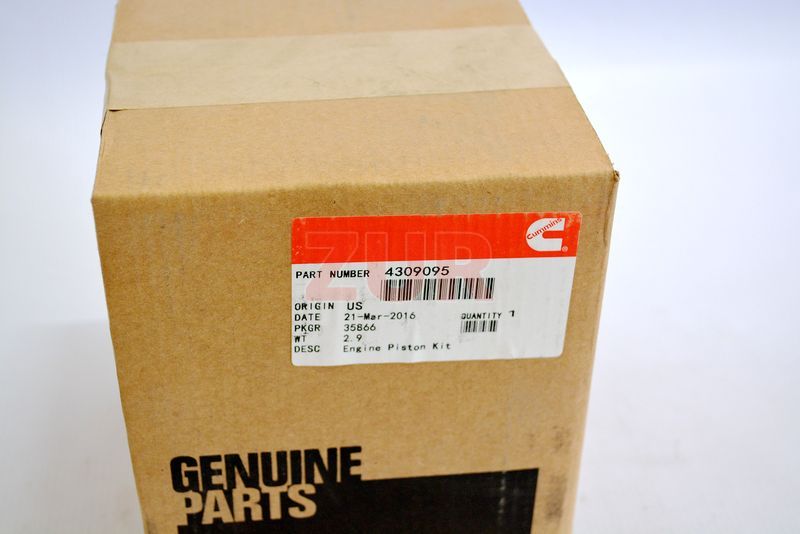 Cummins
®
ZUR
PART NUMBER 4309095
ORIGIN US
DATE 21-Mar-2016
QUANTITY 1
PKGR 35866
WT 2.9
DESC Engine Piston Kit
GENUINE
PARTS